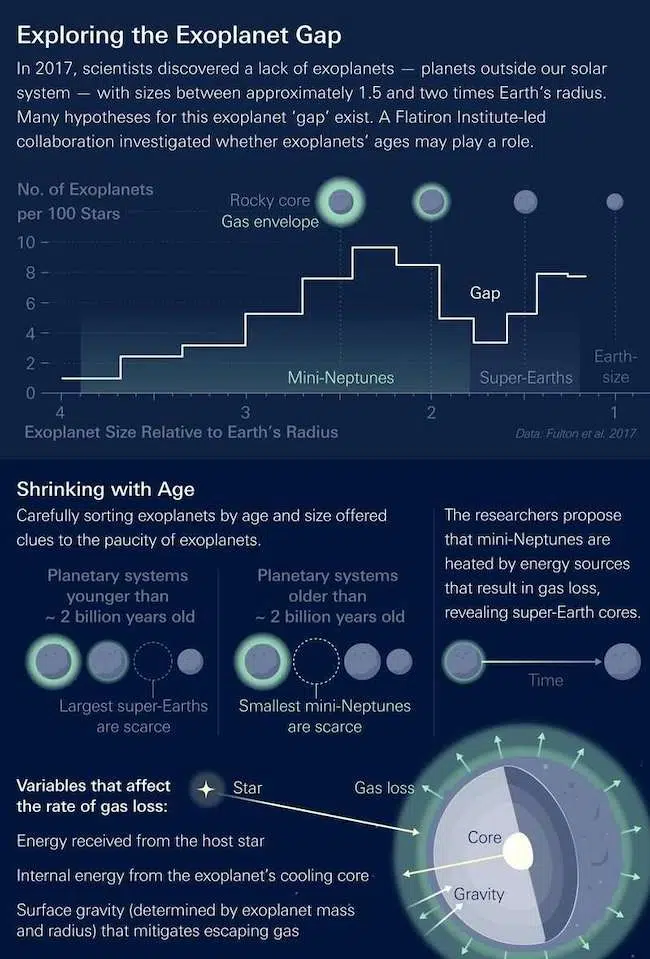 Exploring the Exoplanet Gap
In 2017, scientists discovered a lack of exoplanets — planets outside our solar
system — with sizes between approximately 1.5 and two times Earth's radius.
Many hypotheses for this exoplanet 'gap' exist. A Flatiron Institute-led
collaboration investigated whether exoplanets' ages may play a role.
No. of Exoplanets
per 100 Stars
Rocky core
Gas envelope
10
8
6
4
2
0
Gap
Mini-Neptunes
Super-Earths
Earth-
size
4
3
2
1
Exoplanet Size Relative to Earth's Radius
Data: Fulton et al. 2017
Shrinking with Age
Carefully sorting exoplanets by age and size offered
clues to the paucity of exoplanets.
Planetary systems
younger than
~ 2 billion years old
Largest super-Earths
are scarce
Planetary systems
older than
~ 2 billion years old
Smallest mini-Neptunes
are scarce
The researchers propose
that mini-Neptunes are
heated by energy sources
that result in gas loss,
revealing super-Earth cores.
Time
Variables that affect
the rate of gas loss:
Energy received from the host star
Internal energy from the exoplanet's cooling core
Surface gravity (determined by exoplanet mass
and radius) that mitigates escaping gas
Star
Gas loss
Core
Gravity